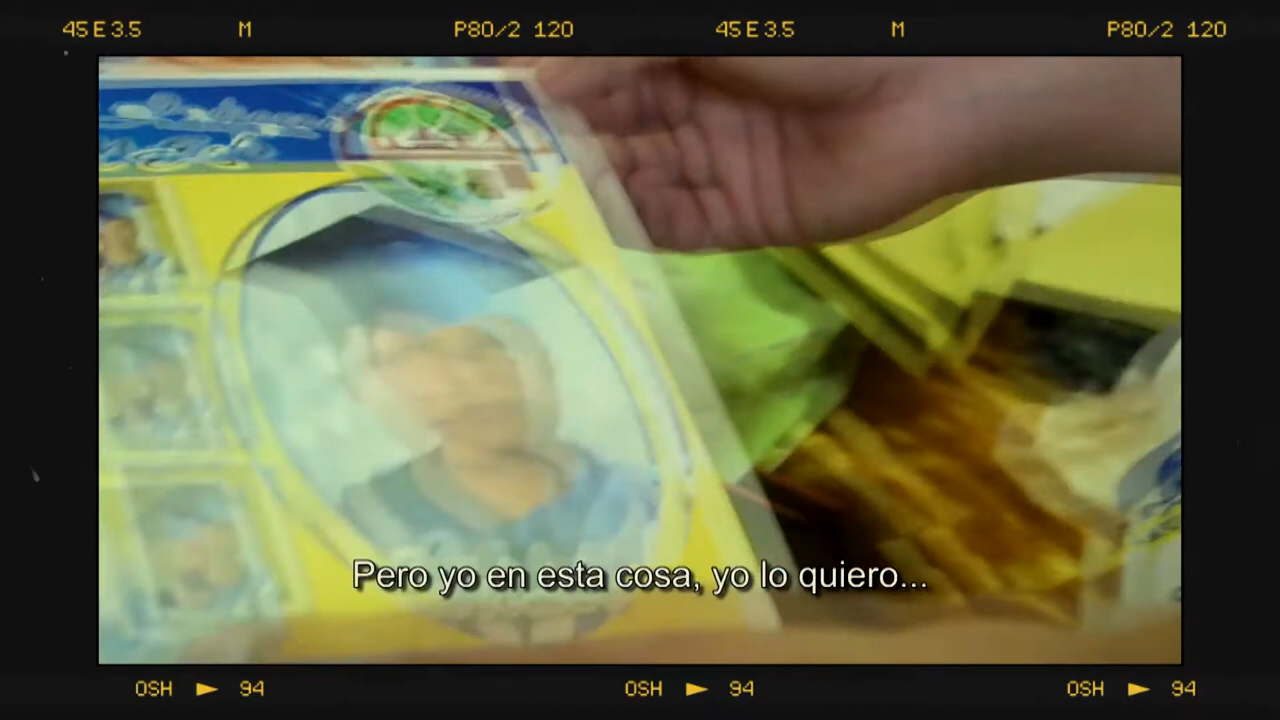 45 E 3.5 M P80/2 120 45 E 3.5 M P80/2 120
Pero yo en esta cosa, yo lo quiero...
OSH ► 94 OSH ► 94 OSH ► 94